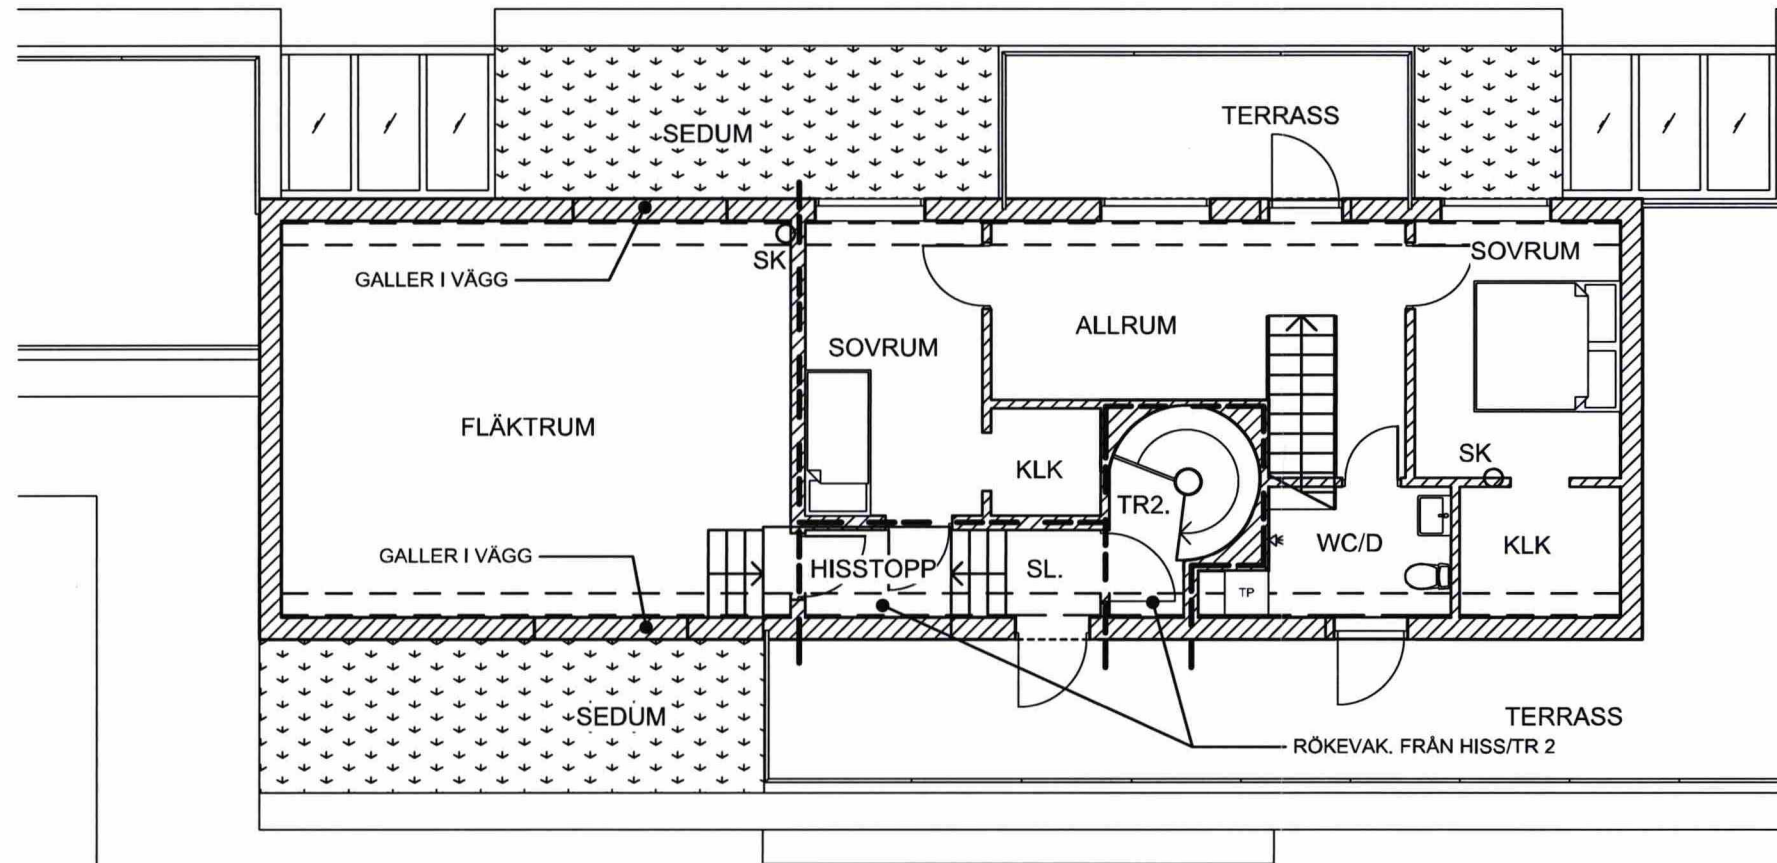 TERRASS
SEDUM
SK
SOVRUM
GALLER I VÄGG
ALLRUM
SOVRUM
FLÄKTRUM
SK
KLK
TR2.
WC/D
KLK
GALLER I VÄGG
HISSTOPP
SL.
TP
SEDUM
TERRASS
RÖKEVAK. FRÅN HISS/TR 2